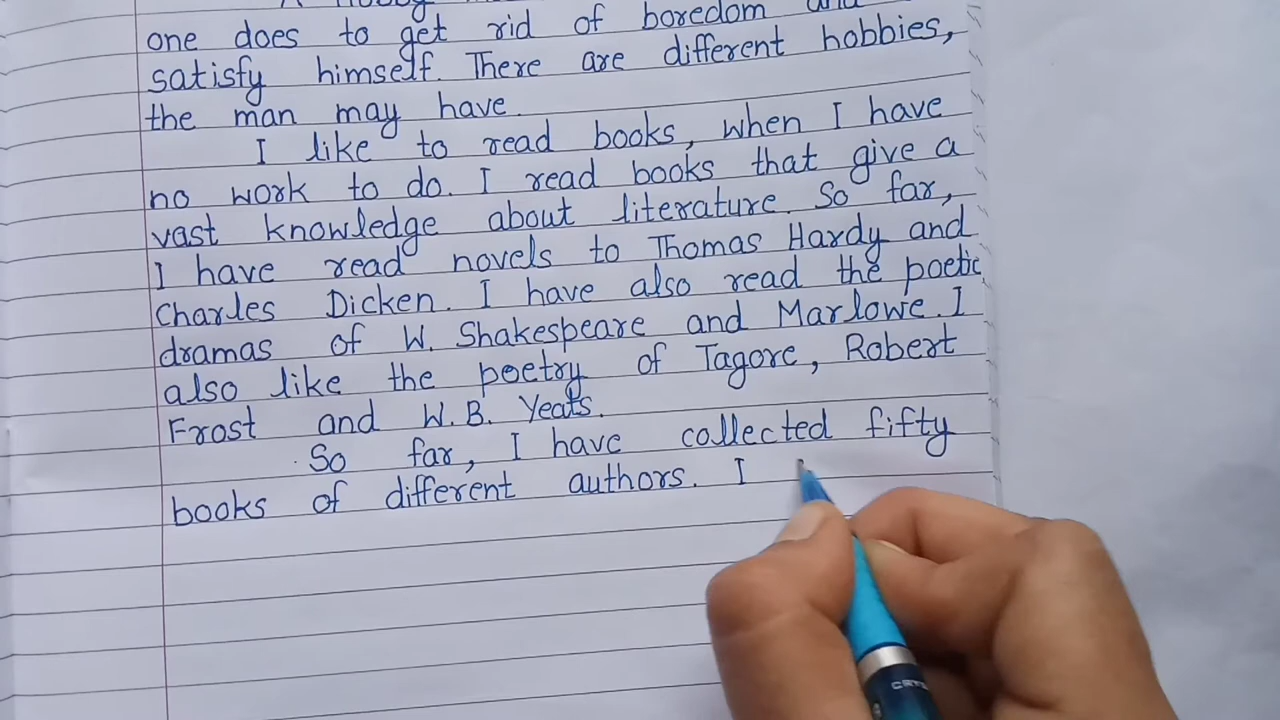 A Hobby
one does to get rid of boredom and
satisfy himself. There are different hobbies,
the man may have.
I like to read books, when I have
no work to do. I read books that give a
vast knowledge about literature. So far,
I have read novels to Thomas Hardy and
Charles Dicken. I have also read the poetic
dramas of W. Shakespeare and Marlowe. I
also like the poetry of Tagore, Robert
Frost and W.B. Yeats.
So far, I have collected fifty
books of different authors. I